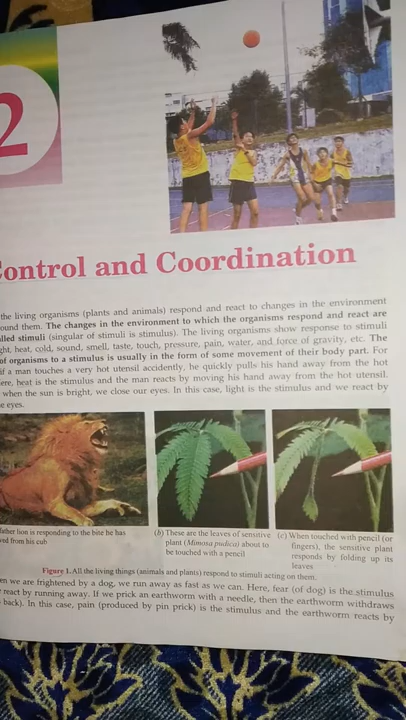 2
Control and Coordination
the living organisms (plants and animals) respond and react to changes in the environment
ound them. The changes in the environment to which the organisms respond and react are
lled stimuli (singular of stimuli is stimulus). The living organisms show response to stimuli
ght, heat, cold, sound, smell, taste, touch, pressure, pain, water, and force of gravity, etc. The
of organisms to a stimulus is usually in the form of some movement of their body part. For
if a man touches a very hot utensil accidently, he quickly pulls his hand away from the hot
ere, heat is the stimulus and the man reacts by moving his hand away from the hot utensil.
when the sun is bright, we close our eyes. In this case, light is the stimulus and we react by
e eyes.
father lion is responding to the bite he has
ved from his cub
(b) These are the leaves of sensitive
plant (Mimosa pudica) about to
be touched with a pencil
(c) When touched with pencil (or
fingers), the sensitive plant
responds by folding up its
leaves
Figure 1. All the living things (animals and plants) respond to stimuli acting on them.
en we are frightened by a dog, we run away as fast as we can. Here, fear (of dog) is the stimulus
react by running away. If we prick an earthworm with a needle, then the earthworm withdraws
back). In this case, pain (produced by pin prick) is the stimulus and the earthworm reacts by